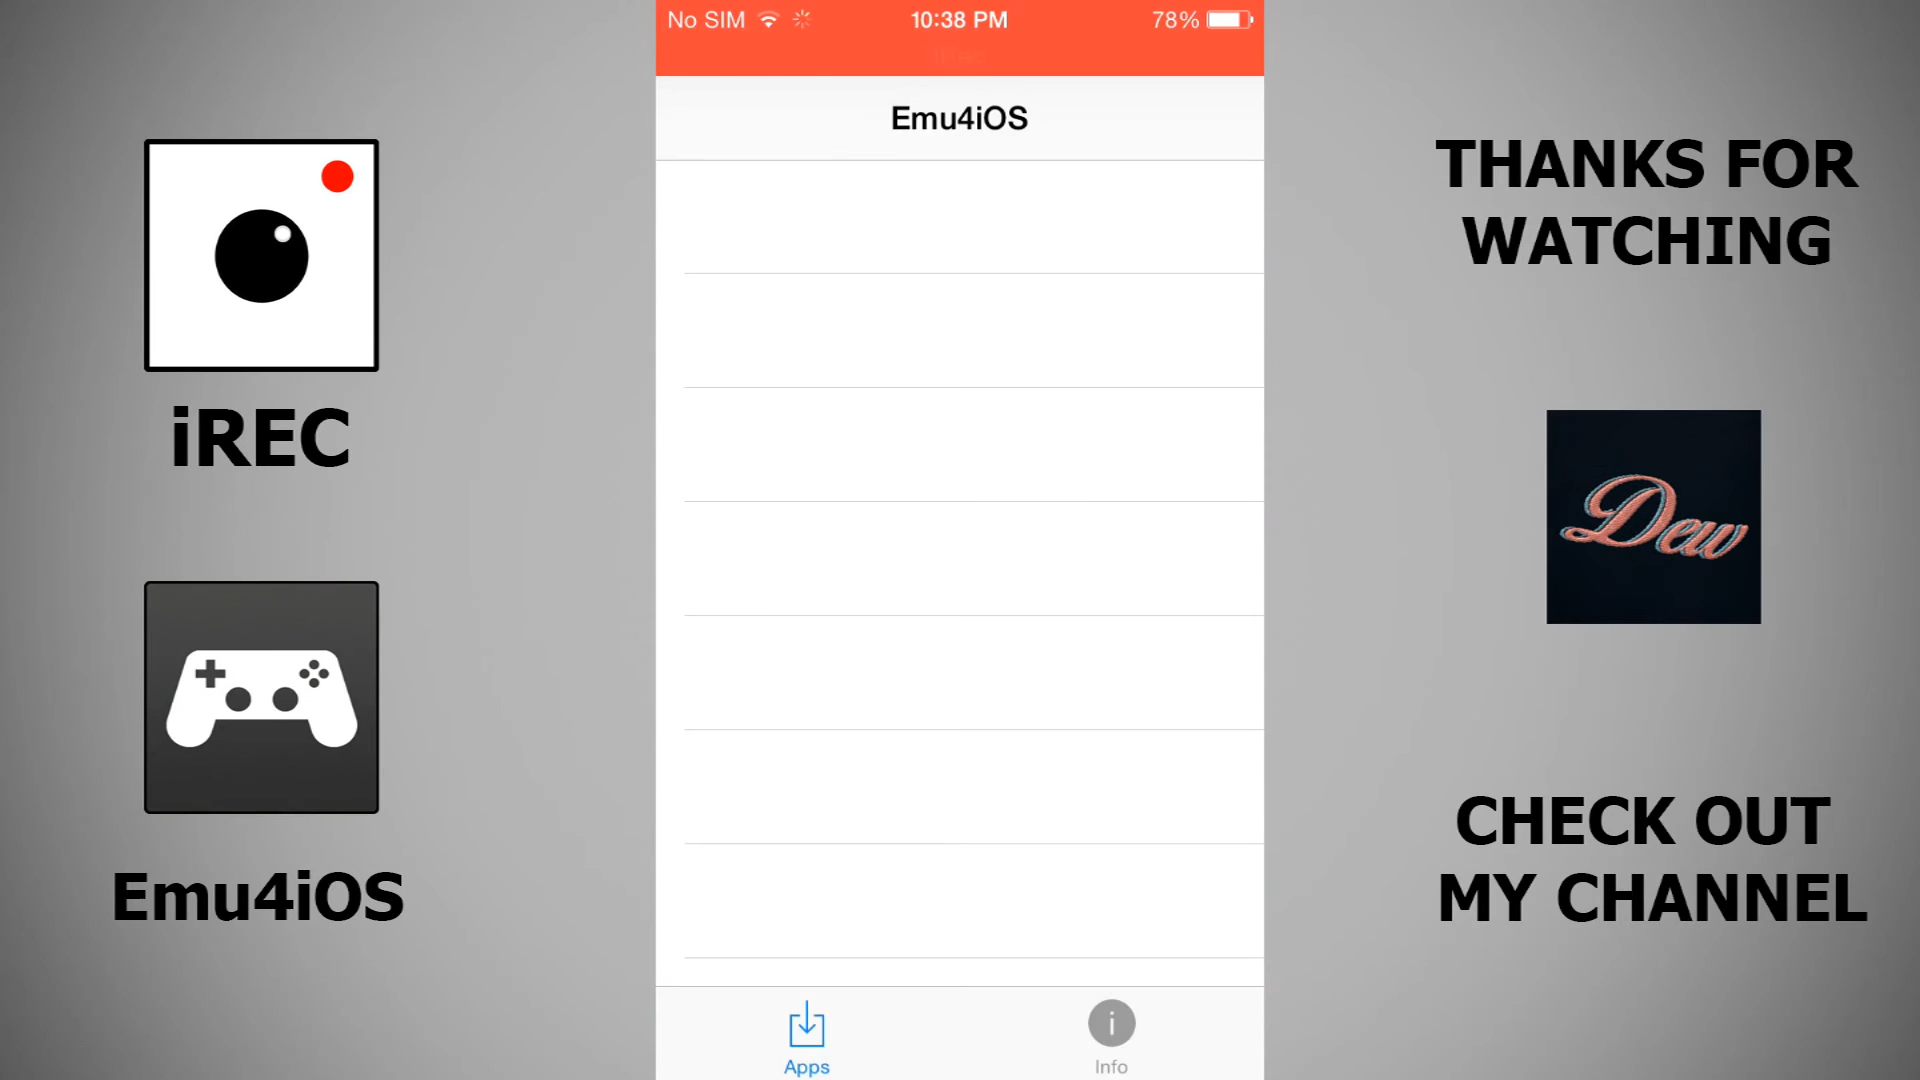 No SIM 10:38 PM 78%
Emu4iOS
iREC
Emu4iOS
THANKS FOR
WATCHING
Dew
CHECK OUT
MY CHANNEL
Apps
Info